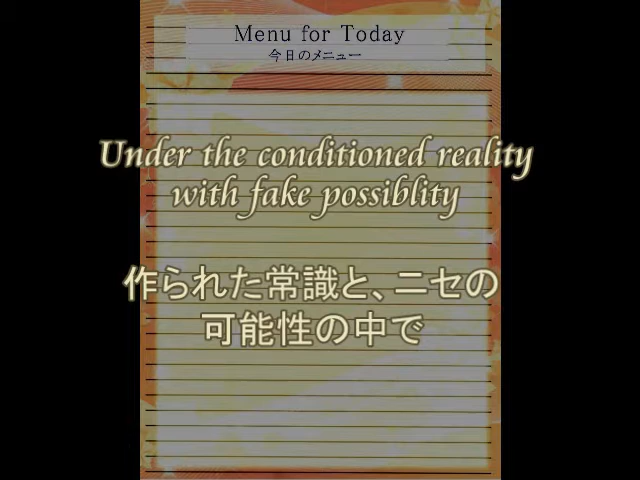 Menu for Today
今日のメニュー
Under the conditioned reality
with fake possiblity
作られた常識と、ニセの
可能性の中で